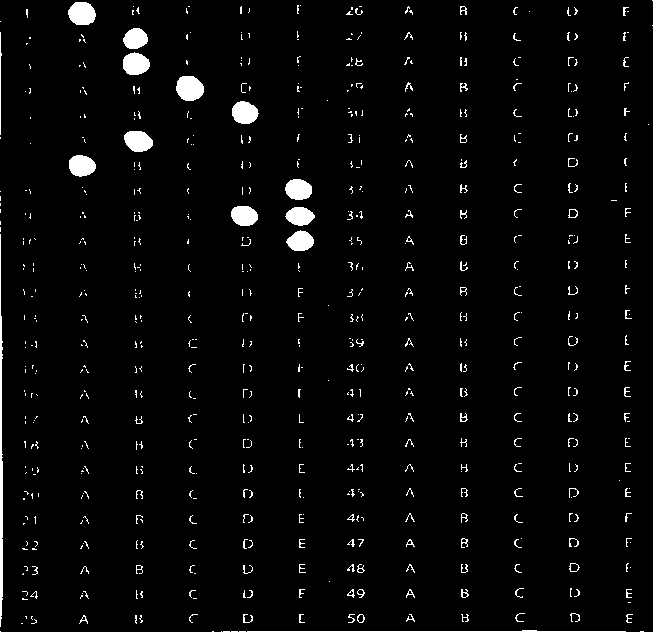 1 B C D E 26 A B C D E
2 A C D E 27 A B C D E
3 A C D E 28 A B C D E
4 A B D E 29 A B C D E
5 A B C E 30 A B C D E
A C D E 31 A B C D E
B C D E 32 A B C D E
8 A B C D 33 A B C D E
9 A B C 34 A B C D E
10 A B C D 35 A B C D E
11 A B C D E 36 A B C D E
12 A B C D E 37 A B C D E
13 A B C D E 38 A B C D E
14 A B C D E 39 A B C D E
15 A B C D E 40 A B C D E
16 A B C D E 41 A B C D E
17 A B C D E 42 A B C D E
18 A B C D E 43 A B C D E
19 A B C D E 44 A B C D E
20 A B C D E 45 A B C D E
21 A B C D E 46 A B C D E
22 A B C D E 47 A B C D E
23 A B C D E 48 A B C D E
24 A B C D E 49 A B C D E
25 A B C D E 50 A B C D E